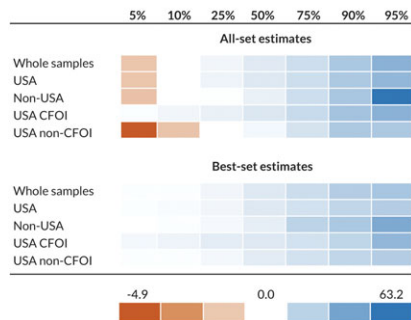 5% 10% 25% 50% 75% 90% 95%
All-set estimates
Whole samples
USA
Non-USA
USA CFOI
USA non-CFOI
Best-set estimates
Whole samples
USA
Non-USA
USA CFOI
USA non-CFOI
-4.9 0.0 63.2